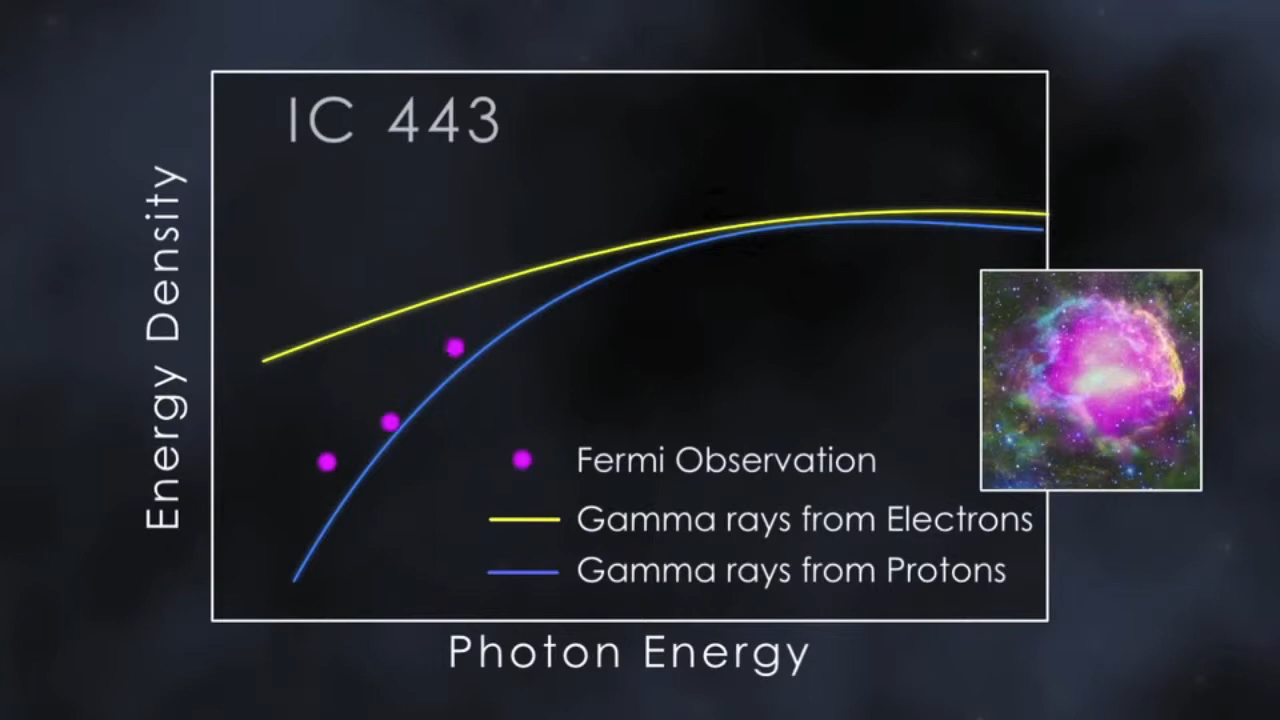 IC 443
Energy Density
Fermi Observation
Gamma rays from Electrons
Gamma rays from Protons
Photon Energy